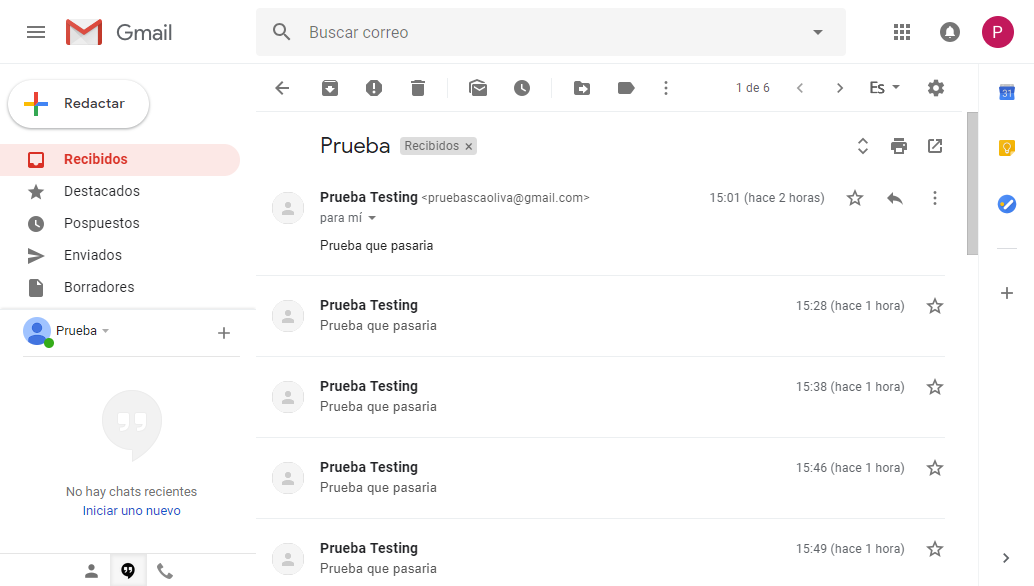 Gmail
Buscar correo
P
Redactar
1 de 6
Es
31
Recibidos
Destacados
Pospuestos
Enviados
Borradores
Prueba
No hay chats recientes
Iniciar uno nuevo
Prueba Recibidos ×
Prueba Testing <pruebascaoliva@gmail.com> 15:01 (hace 2 horas)
para mí
Prueba que pasaria
Prueba Testing 15:28 (hace 1 hora)
Prueba que pasaria
Prueba Testing 15:38 (hace 1 hora)
Prueba que pasaria
Prueba Testing 15:46 (hace 1 hora)
Prueba que pasaria
Prueba Testing 15:49 (hace 1 hora)
Prueba que pasaria